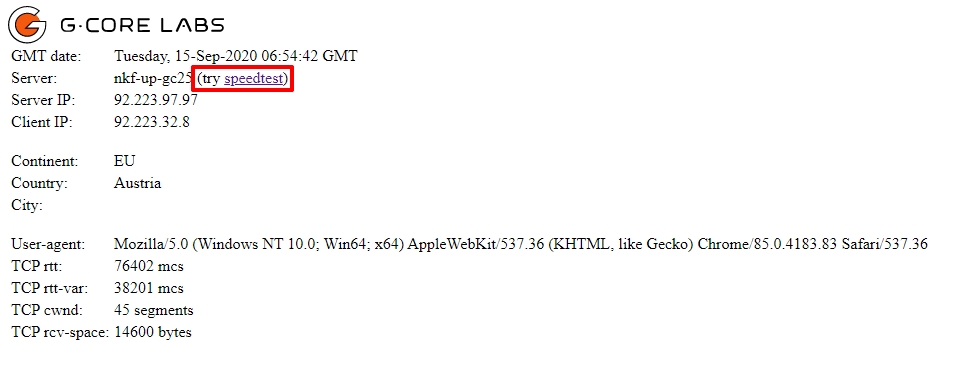 G·CORE LABS
GMT date: Tuesday, 15-Sep-2020 06:54:42 GMT
Server: nkf-up-gc25 (try speedtest)
Server IP: 92.223.97.97
Client IP: 92.223.32.8
Continent: EU
Country: Austria
City:
User-agent: Mozilla/5.0 (Windows NT 10.0; Win64; x64) AppleWebKit/537.36 (KHTML, like Gecko) Chrome/85.0.4183.83 Safari/537.36
TCP rtt: 76402 mcs
TCP rtt-var: 38201 mcs
TCP cwnd: 45 segments
TCP rcv-space: 14600 bytes